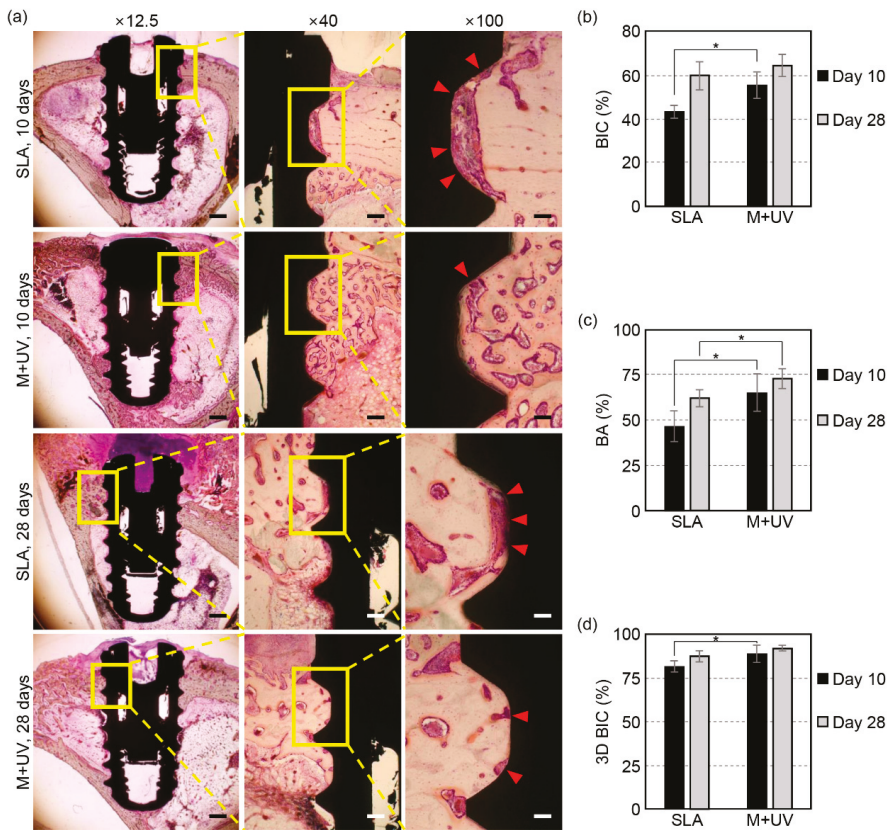 (a)
×12.5
×40
×100
SLA, 10 days
M+UV, 10 days
SLA, 28 days
M+UV, 28 days
(b)
80
60
40
20
0
BIC (%)
*
SLA
M+UV
Day 10
Day 28
(c)
100
75
50
25
0
BA (%)
*
*
SLA
M+UV
Day 10
Day 28
(d)
100
75
50
25
0
3D BIC (%)
*
SLA
M+UV
Day 10
Day 28